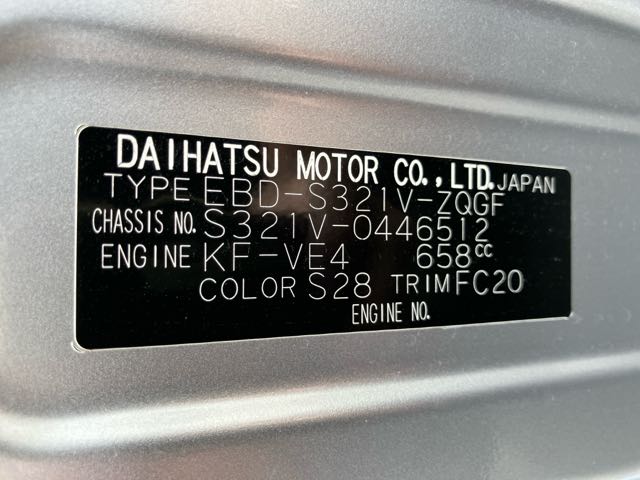 DAIHATSU MOTOR CO.,LTD. JAPAN
TYPE EBD-S321V-ZQGF
CHASSIS NO. S321V-0446512
ENGINE KF-VE4 658cc
COLOR S28 TRIM FC20
ENGINE NO.